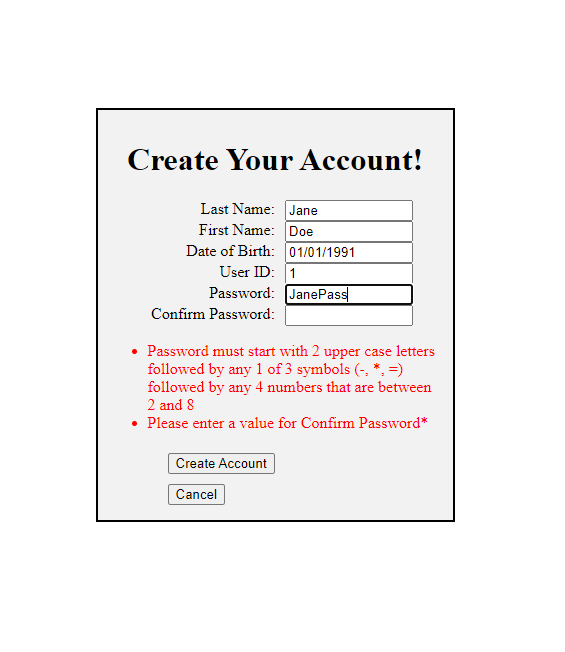 Create Your Account!
Last Name: Jane
First Name: Doe
Date of Birth: 01/01/1991
User ID: 1
Password: JanePass
Confirm Password:
• Password must start with 2 upper case letters
followed by any 1 of 3 symbols (-, *, =)
followed by any 4 numbers that are between
2 and 8
• Please enter a value for Confirm Password*
Create Account
Cancel